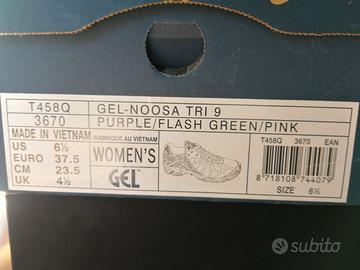 T458Q GEL-NOOSA TRI 9
3670 PURPLE/FLASH GREEN/PINK
MADE IN VIETNAM /FABRIQUE AU VIETNAM
US 6½
EURO 37.5
CM 23.5
UK 4½
WOMEN'S
GEL
T458Q 3670 EAN
8 718108 744079
SIZE 6½
subito